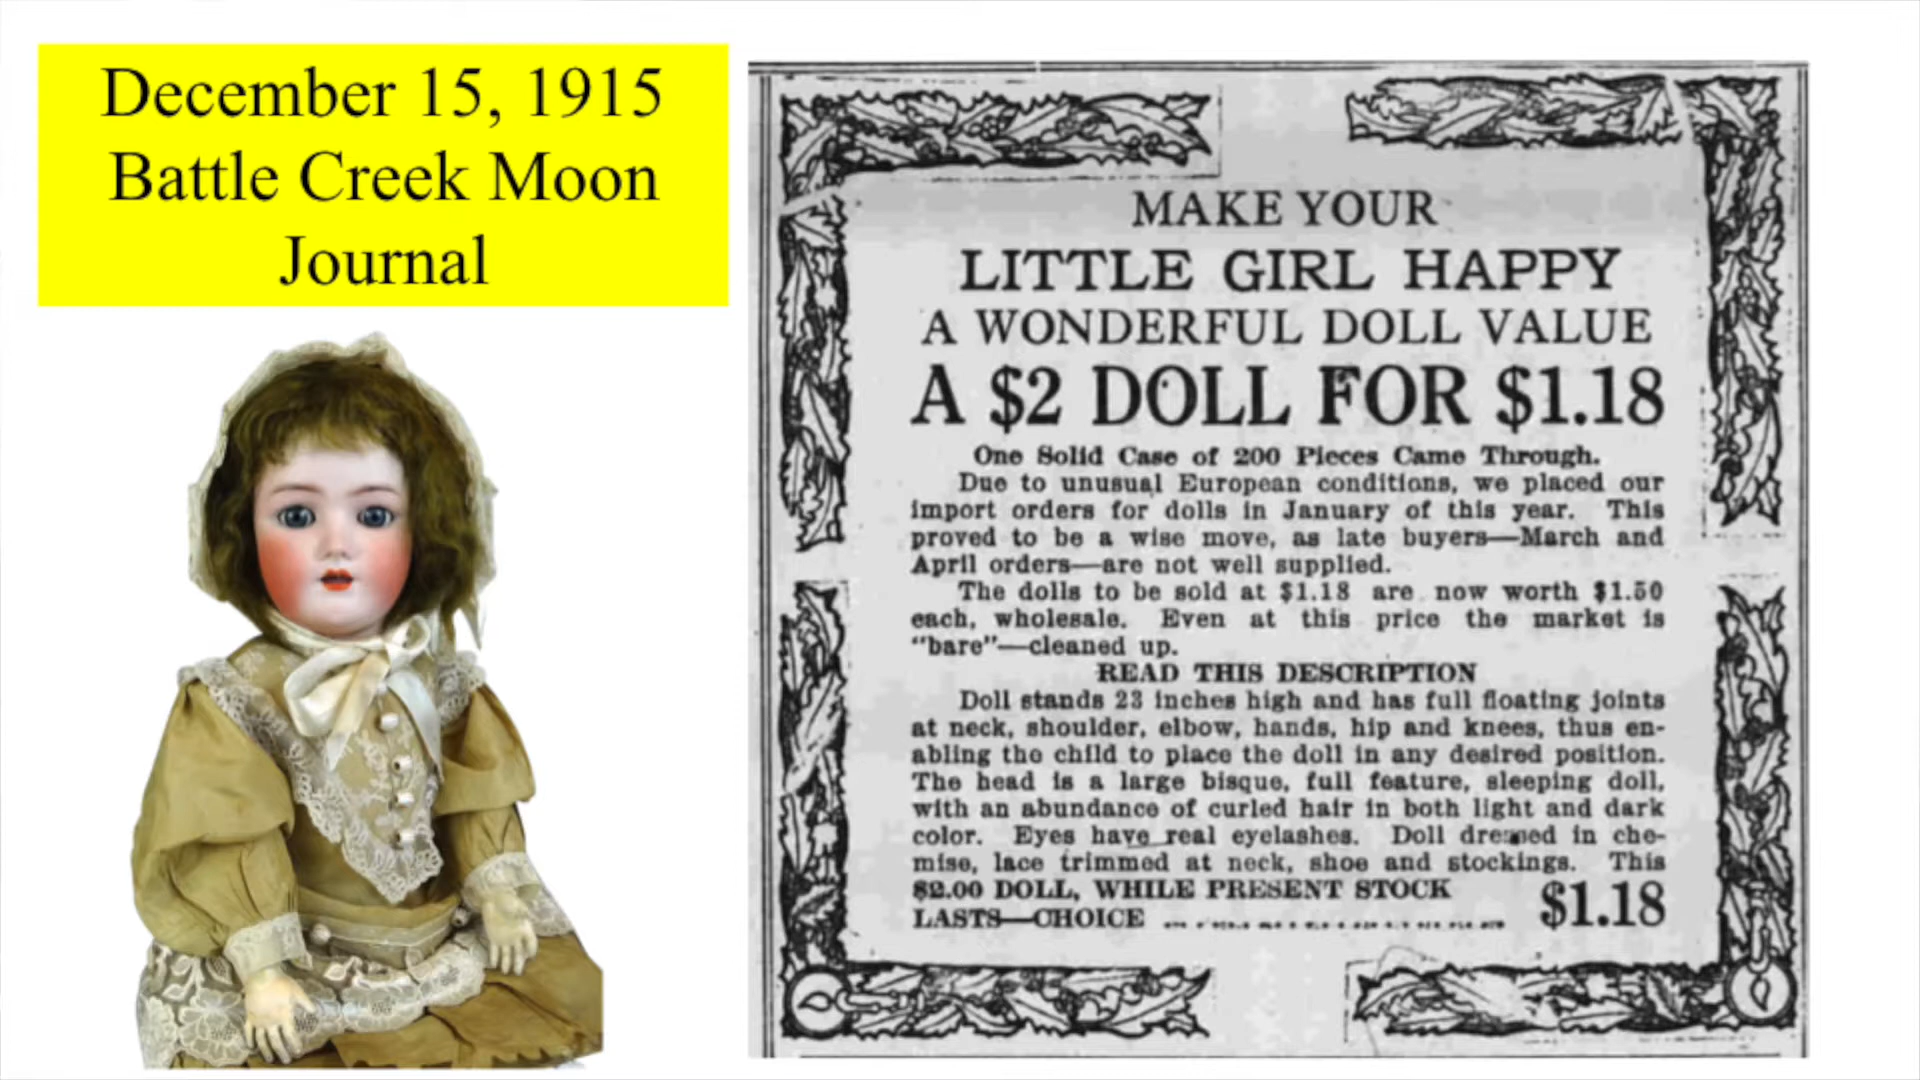 December 15, 1915
Battle Creek Moon
Journal
MAKE YOUR
LITTLE GIRL HAPPY
A WONDERFUL DOLL VALUE
A $2 DOLL FOR $1.18
One Solid Case of 200 Pieces Came Through.
Due to unusual European conditions, we placed our
import orders for dolls in January of this year. This
proved to be a wise move, as late buyers—March and
April orders—are not well supplied.
The dolls to be sold at $1.18 are now worth $1.50
each, wholesale. Even at this price the market is
"bare"—cleaned up.
READ THIS DESCRIPTION
Doll stands 23 inches high and has full floating joints
at neck, shoulder, elbow, hands, hip and knees, thus en-
abling the child to place the doll in any desired position.
The head is a large bisque, full feature, sleeping doll,
with an abundance of curled hair in both light and dark
color. Eyes have real eyelashes. Doll dressed in che-
mise, lace trimmed at neck, shoe and stockings. This
$2.00 DOLL, WHILE PRESENT STOCK
LASTS—CHOICE $1.18